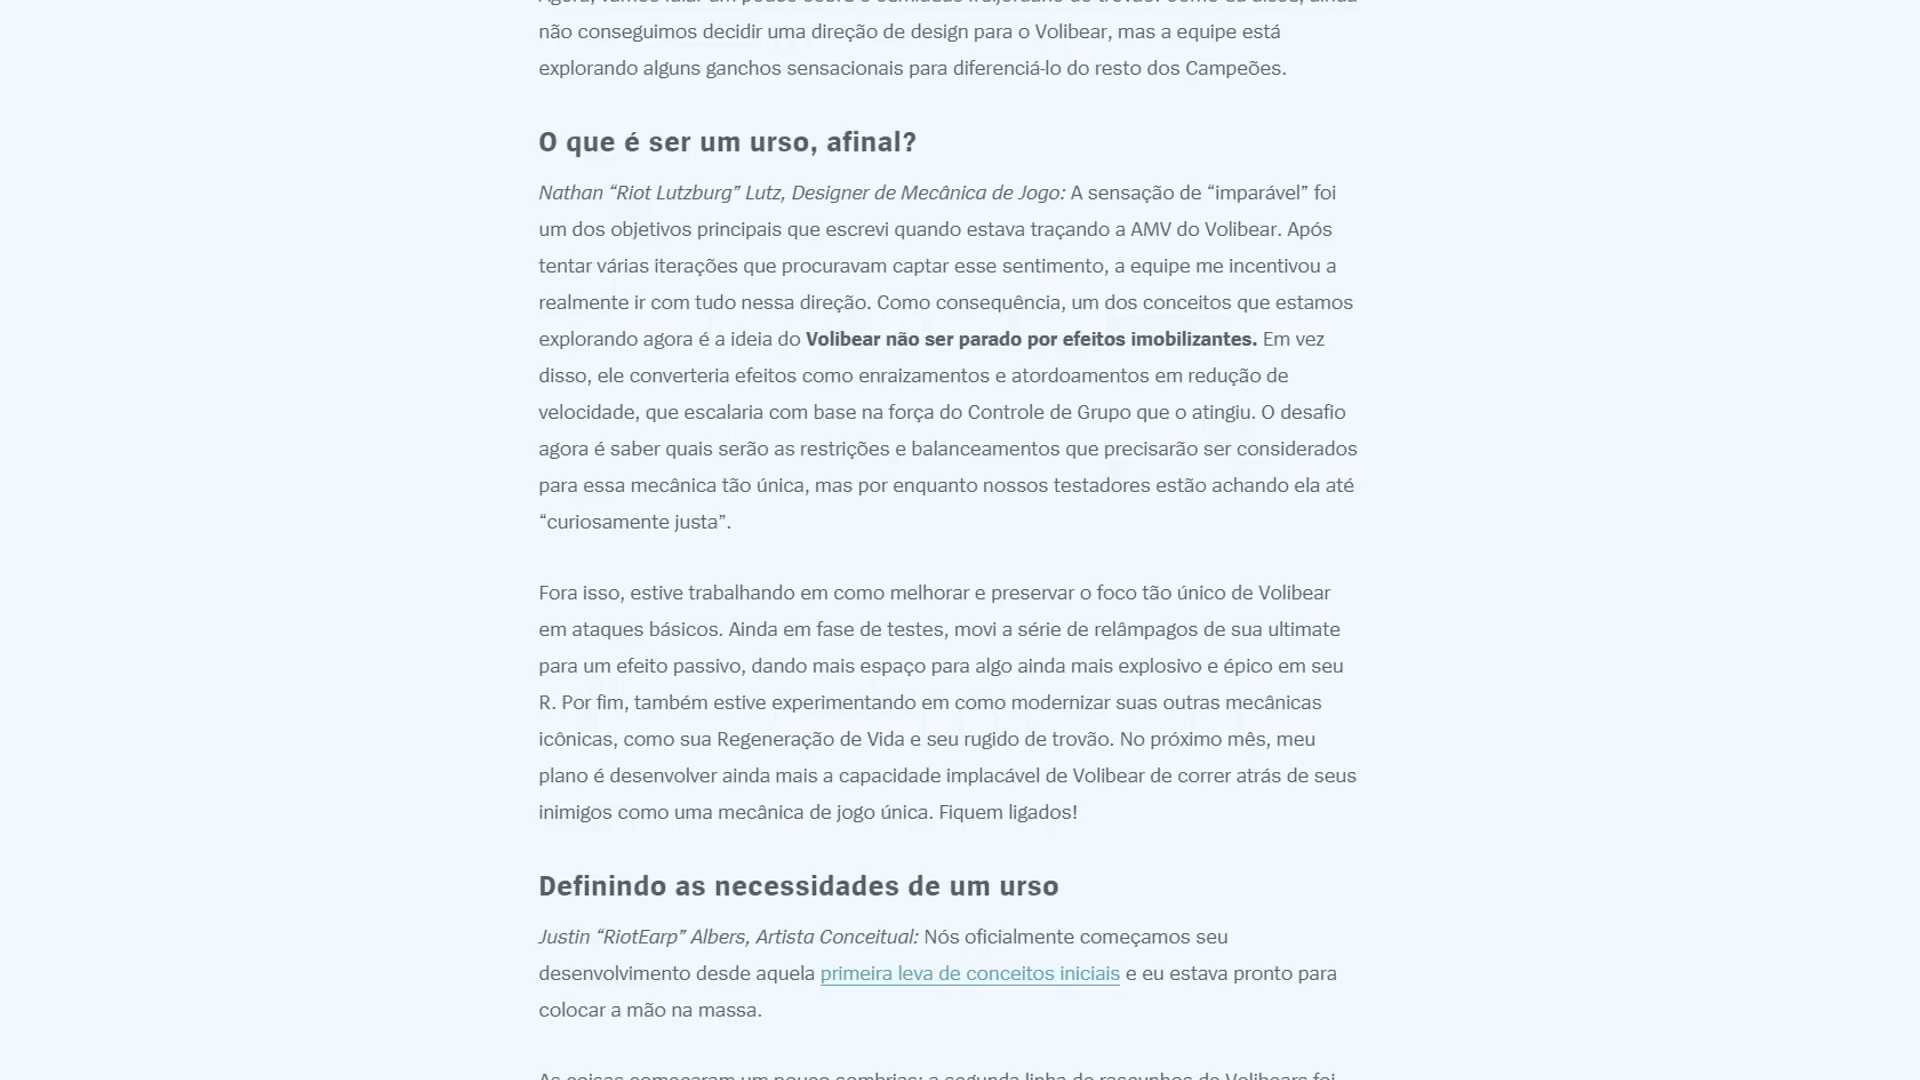 não conseguimos decidir uma direção de design para o Volibear, mas a equipe está
explorando alguns ganchos sensacionais para diferenciá-lo do resto dos Campeões.
O que é ser um urso, afinal?
Nathan “Riot Lutzburg” Lutz, Designer de Mecânica de Jogo: A sensação de “imparável” foi
um dos objetivos principais que escrevi quando estava traçando a AMV do Volibear. Após
tentar várias iterações que procuravam captar esse sentimento, a equipe me incentivou a
realmente ir com tudo nessa direção. Como consequência, um dos conceitos que estamos
explorando agora é a ideia do Volibear não ser parado por efeitos imobilizantes. Em vez
disso, ele converteria efeitos como enraizamentos e atordoamentos em redução de
velocidade, que escalaria com base na força do Controle de Grupo que o atingiu. O desafio
agora é saber quais serão as restrições e balanceamentos que precisarão ser considerados
para essa mecânica tão única, mas por enquanto nossos testadores estão achando ela até
“curiosamente justa”.
Fora isso, estive trabalhando em como melhorar e preservar o foco tão único de Volibear
em ataques básicos. Ainda em fase de testes, movi a série de relâmpagos de sua ultimate
para um efeito passivo, dando mais espaço para algo ainda mais explosivo e épico em seu
R. Por fim, também estive experimentando em como modernizar suas outras mecânicas
icônicas, como sua Regeneração de Vida e seu rugido de trovão. No próximo mês, meu
plano é desenvolver ainda mais a capacidade implacável de Volibear de correr atrás de seus
inimigos como uma mecânica de jogo única. Fiquem ligados!
Definindo as necessidades de um urso
Justin “RiotEarp” Albers, Artista Conceitual: Nós oficialmente começamos seu
desenvolvimento desde aquela primeira leva de conceitos iniciais e eu estava pronto para
colocar a mão na massa.